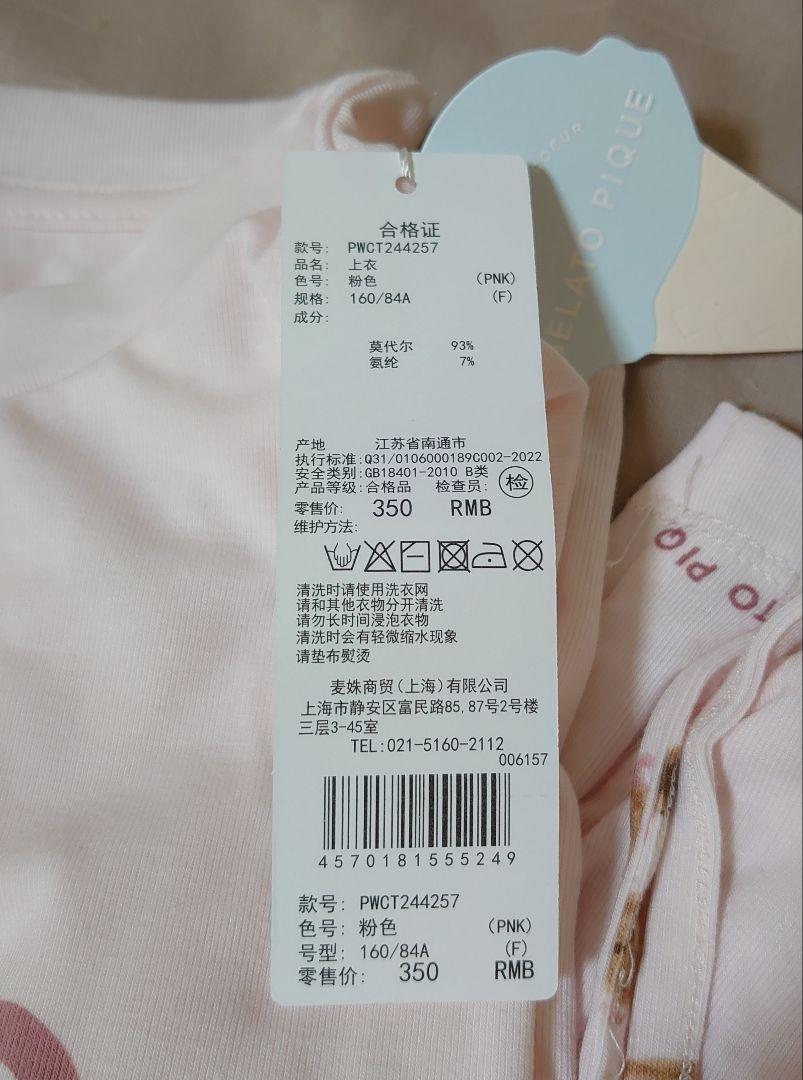 合格证
款号: PWCT244257
品名: 上衣
色号: 粉色 (PNK)
规格: 160/84A (F)
成分:
莫代尔 93%
氨纶 7%
产地 江苏省南通市
执行标准:Q31/0106000189C002-2022
安全类别:GB18401-2010 B类
产品等级:合格品 检查员: 检
零售价: 350 RMB
维护方法:
清洗时请使用洗衣网
请和其他衣物分开清洗
请勿长时间浸泡衣物
清洗时会有轻微缩水现象
请垫布熨烫
麦姝商贸(上海)有限公司
上海市静安区富民路85,87号2号楼
三层3-45室
TEL:021-5160-2112
006157
4570181555249
款号: PWCT244257
色号: 粉色 (PNK)
号型: 160/84A (F)
零售价: 350 RMB
ELATO PIQUE
OEUR
TO PIQ